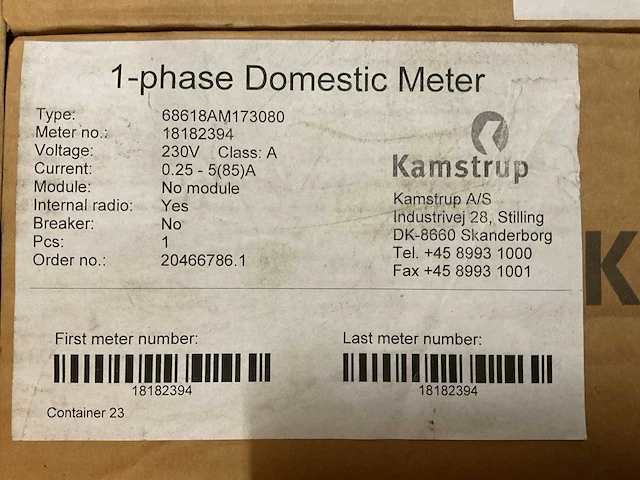 1-phase Domestic Meter
Type: 68618AM173080
Meter no.: 18182394
Voltage: 230V Class: A
Current: 0.25 - 5(85)A
Module: No module
Internal radio: Yes
Breaker: No
Pcs: 1
Order no.: 20466786.1
Kamstrup
Kamstrup A/S
Industrivej 28, Stilling
DK-8660 Skanderborg
Tel. +45 8993 1000
Fax +45 8993 1001
K
First meter number:
18182394
Last meter number:
18182394
Container 23